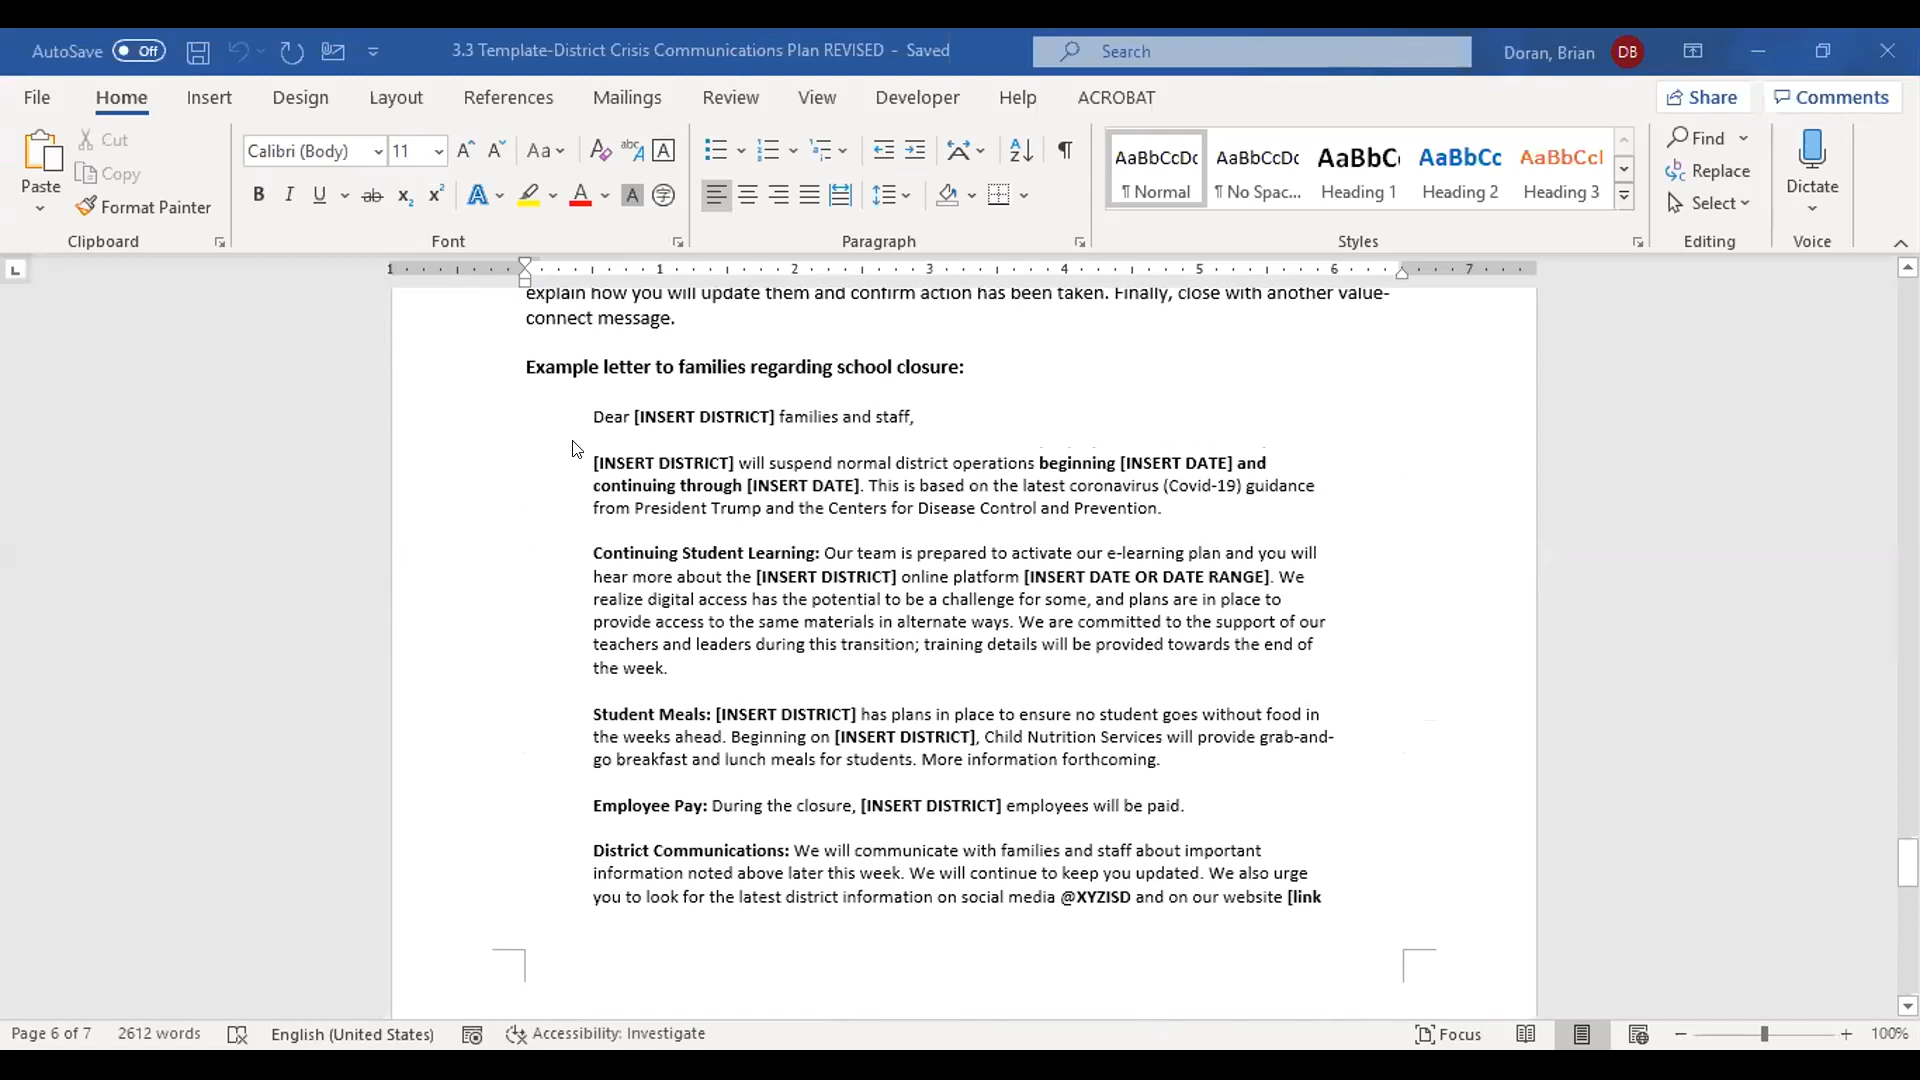 AutoSave Off 3.3 Template-District Crisis Communications Plan REVISED - Saved Search Doran, Brian DB
File Home Insert Design Layout References Mailings Review View Developer Help ACROBAT Share Comments
Paste Cut Copy Format Painter
Calibri (Body) 11
AaBbCcDc AaBbCcDc AaBbC AaBbCc AaBbCcI
¶ Normal ¶ No Spac... Heading 1 Heading 2 Heading 3
Find
Replace
Select
Dictate
Clipboard Font Paragraph Styles Editing Voice
1 1 2 3 4 5 6 7
explain how you will update them and confirm action has been taken. Finally, close with another value-
connect message.
Example letter to families regarding school closure:
Dear [INSERT DISTRICT] families and staff,
[INSERT DISTRICT] will suspend normal district operations beginning [INSERT DATE] and
continuing through [INSERT DATE]. This is based on the latest coronavirus (Covid-19) guidance
from President Trump and the Centers for Disease Control and Prevention.
Continuing Student Learning: Our team is prepared to activate our e-learning plan and you will
hear more about the [INSERT DISTRICT] online platform [INSERT DATE OR DATE RANGE]. We
realize digital access has the potential to be a challenge for some, and plans are in place to
provide access to the same materials in alternate ways. We are committed to the support of our
teachers and leaders during this transition; training details will be provided towards the end of
the week.
Student Meals: [INSERT DISTRICT] has plans in place to ensure no student goes without food in
the weeks ahead. Beginning on [INSERT DISTRICT], Child Nutrition Services will provide grab-and-
go breakfast and lunch meals for students. More information forthcoming.
Employee Pay: During the closure, [INSERT DISTRICT] employees will be paid.
District Communications: We will communicate with families and staff about important
information noted above later this week. We will continue to keep you updated. We also urge
you to look for the latest district information on social media @XYZISD and on our website [link
Page 6 of 7 2612 words English (United States) Accessibility: Investigate Focus 100%